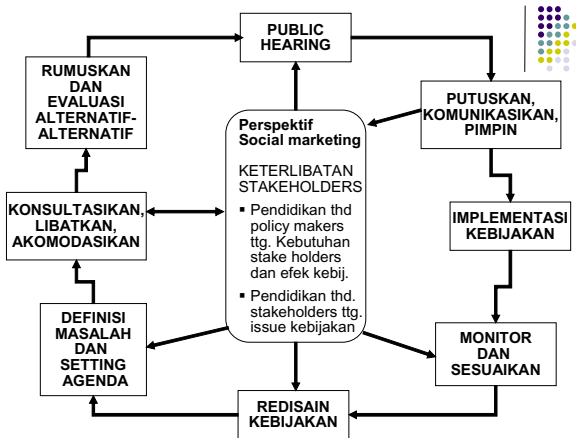 PUBLIC
HEARING
RUMUSKAN
DAN
EVALUASI
ALTERNATIF-
ALTERNATIF
PUTUSKAN,
KOMUNIKASIKAN,
PIMPIN
Perspektif
Social marketing
KETERLIBATAN
STAKEHOLDERS
▪ Pendidikan thd
policy makers
ttg. Kebutuhan
stake holders
dan efek kebij.
▪ Pendidikan thd.
stakeholders ttg.
issue kebijakan
KONSULTASIKAN,
LIBATKAN,
AKOMODASIKAN
IMPLEMENTASI
KEBIJAKAN
DEFINISI
MASALAH
DAN
SETTING
AGENDA
MONITOR
DAN
SESUAIKAN
REDISAIN
KEBIJAKAN